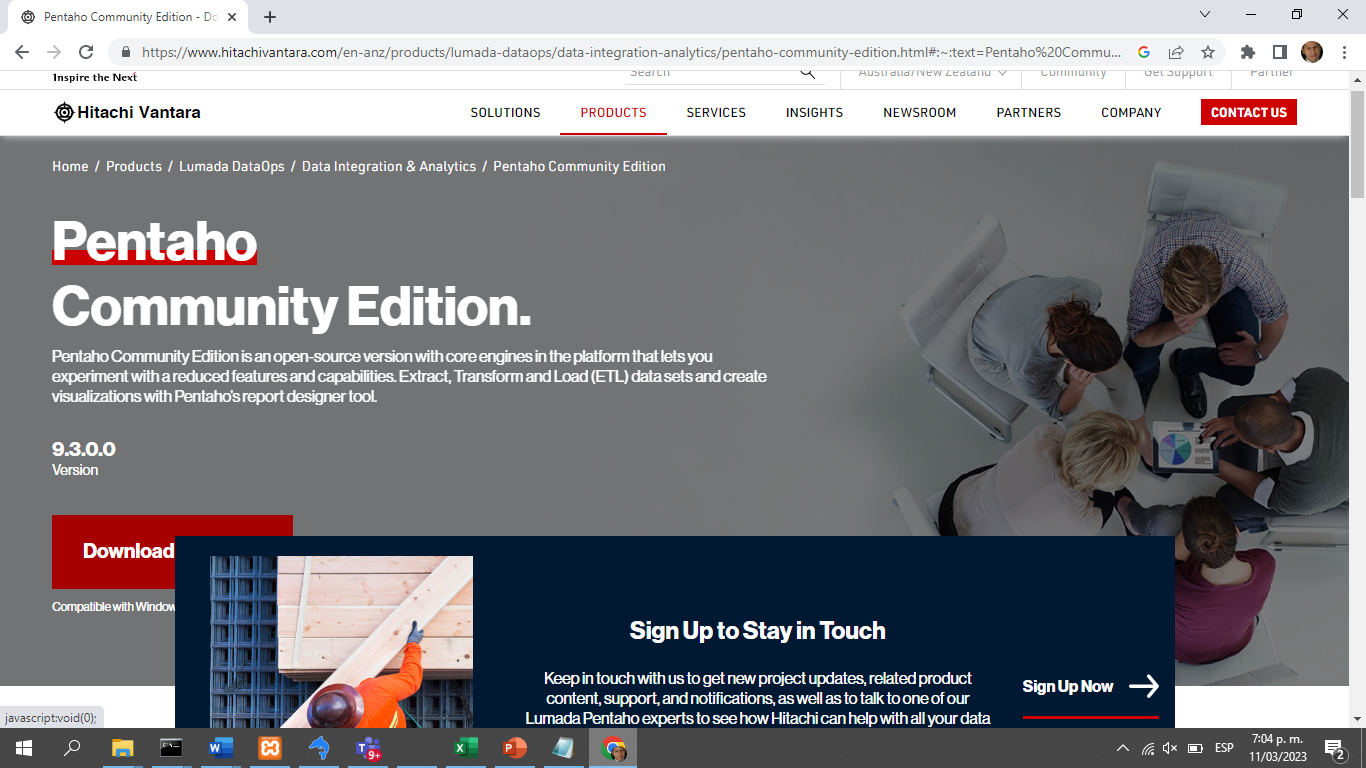 Pentaho Community Edition - Do
https://www.hitachivantara.com/en-anz/products/lumada-dataops/data-integration-analytics/pentaho-community-edition.html#:~:text=Pentaho%20Commu...
Inspire the Next
Search
Australia/New Zealand
Community
Get Support
Partner
Hitachi Vantara
SOLUTIONS
PRODUCTS
SERVICES
INSIGHTS
NEWSROOM
PARTNERS
COMPANY
CONTACT US
Home / Products / Lumada DataOps / Data Integration & Analytics / Pentaho Community Edition
Pentaho
Community Edition.
Pentaho Community Edition is an open-source version with core engines in the platform that lets you
experiment with a reduced features and capabilities. Extract, Transform and Load (ETL) data sets and create
visualizations with Pentaho's report designer tool.
9.3.0.0
Version
Download
Compatible with Window
Sign Up to Stay in Touch
Keep in touch with us to get new project updates, related product
content, support, and notifications, as well as to talk to one of our
Lumada Pentaho experts to see how Hitachi can help with all your data
Sign Up Now
javascript:void(0);
9+
ESP
7:04 p. m.
11/03/2023
2